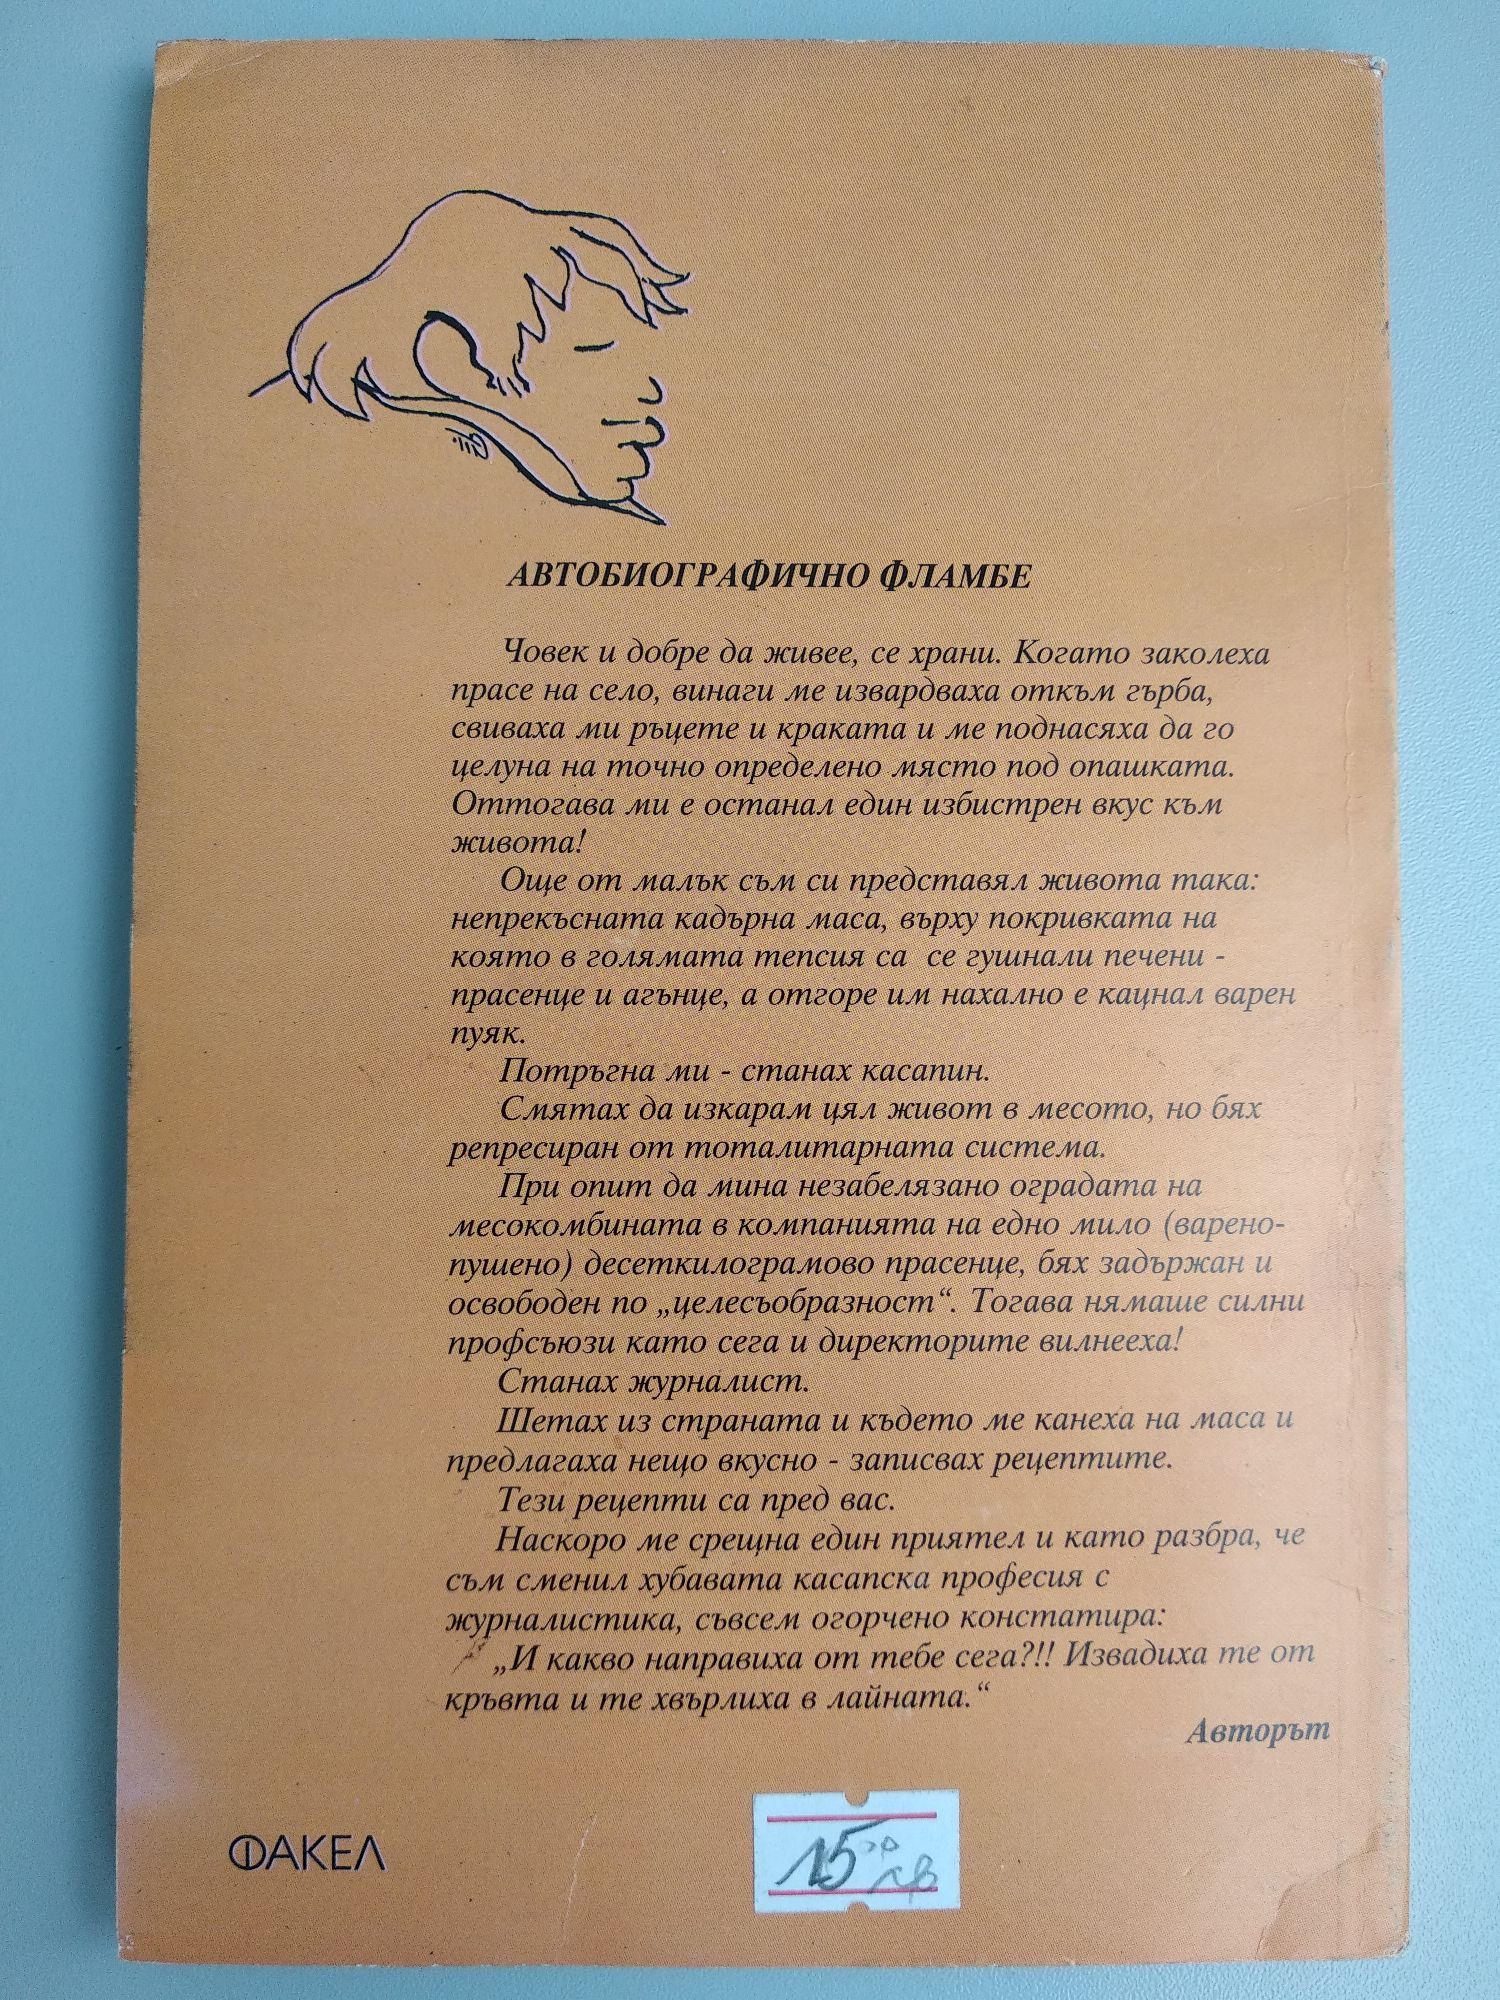 АВТОБИОГРАФИЧНО ФЛАМБЕ
Човек и добре да живее, се храни. Когато заколеха
прасе на село, винаги ме извардваха откъм гърба,
свиваха ми ръцете и краката и ме поднасяха да го
целуна на точно определено място под опашката.
Оттогава ми е останал един избистрен вкус към
живота!
Още от малък съм си представял живота така:
непрекъсната кадърна маса, върху покривката на
която в голямата тепсия са се гушнали печени -
прасенце и агънце, а отгоре им нахално е кацнал варен
пуяк.
Потръгна ми - станах касапин.
Смятах да изкарам цял живот в месото, но бях
репресиран от тоталитарната система.
При опит да мина незабелязано оградата на
месокомбината в компанията на едно мило (варено-
пушено) десеткилограмово прасенце, бях задържан и
освободен по „целесъобразност“. Тогава нямаше силни
профсъюзи като сега и директорите вилнееха!
Станах журналист.
Шетах из страната и където ме канеха на маса и
предлагаха нещо вкусно - записвах рецептите.
Тези рецепти са пред вас.
Наскоро ме срещна един приятел и като разбра, че
съм сменил хубавата касапска професия с
журналистика, съвсем огорчено констатира:
„И какво направиха от тебе сега?!! Извадиха те от
кръвта и те хвърлиха в лайната.“
Авторът
ФАКЕЛ
15 лв